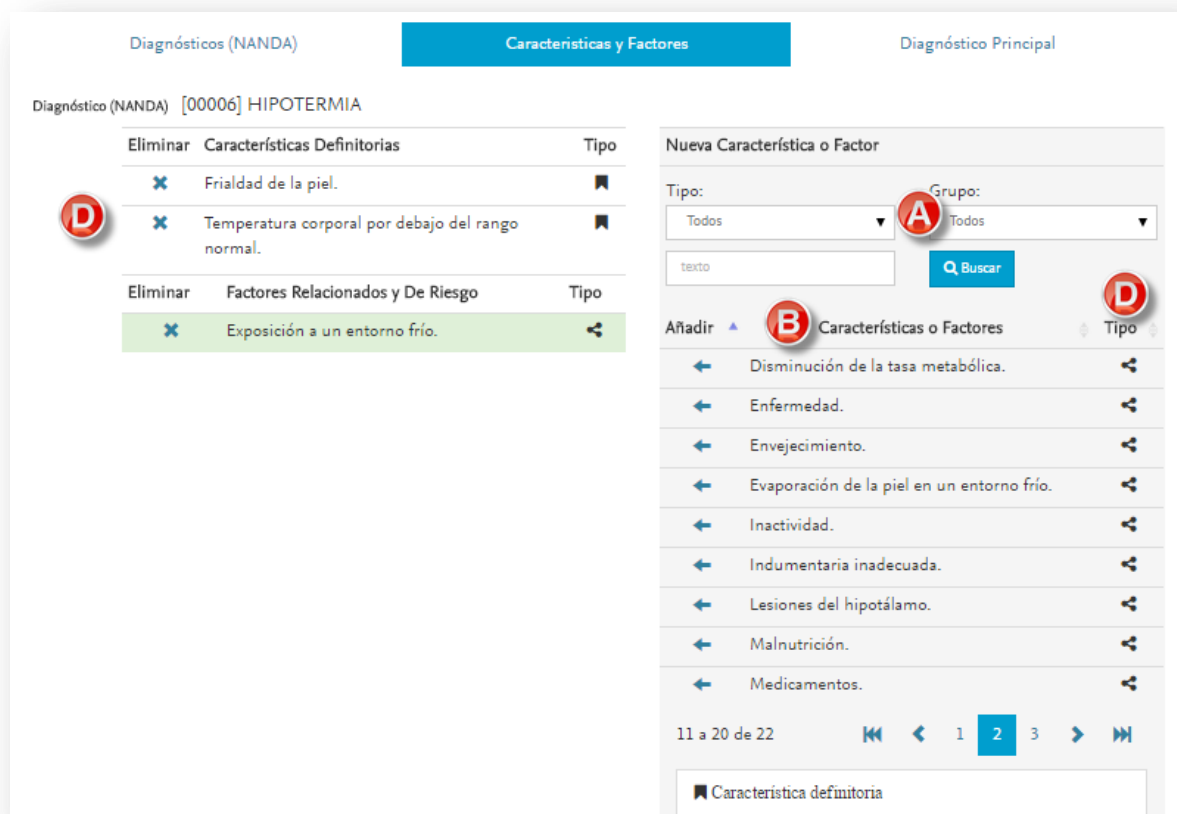 Diagnósticos (NANDA) Caracteristicas y Factores Diagnóstico Principal
Diagnóstico (NANDA) [00006] HIPOTERMIA
Eliminar Características Definitorias Tipo
Frialdad de la piel.
D
Temperatura corporal por debajo del rango
normal.
Eliminar Factores Relacionados y De Riesgo Tipo
Exposición a un entorno frío.
Nueva Característica o Factor
Tipo: Grupo:
Todos A Todos
texto Buscar
D
Añadir B Características o Factores Tipo
Disminución de la tasa metabólica.
Enfermedad.
Envejecimiento.
Evaporación de la piel en un entorno frío.
Inactividad.
Indumentaria inadecuada.
Lesiones del hipotálamo.
Malnutrición.
Medicamentos.
11 a 20 de 22 1 2 3
Característica definitoria